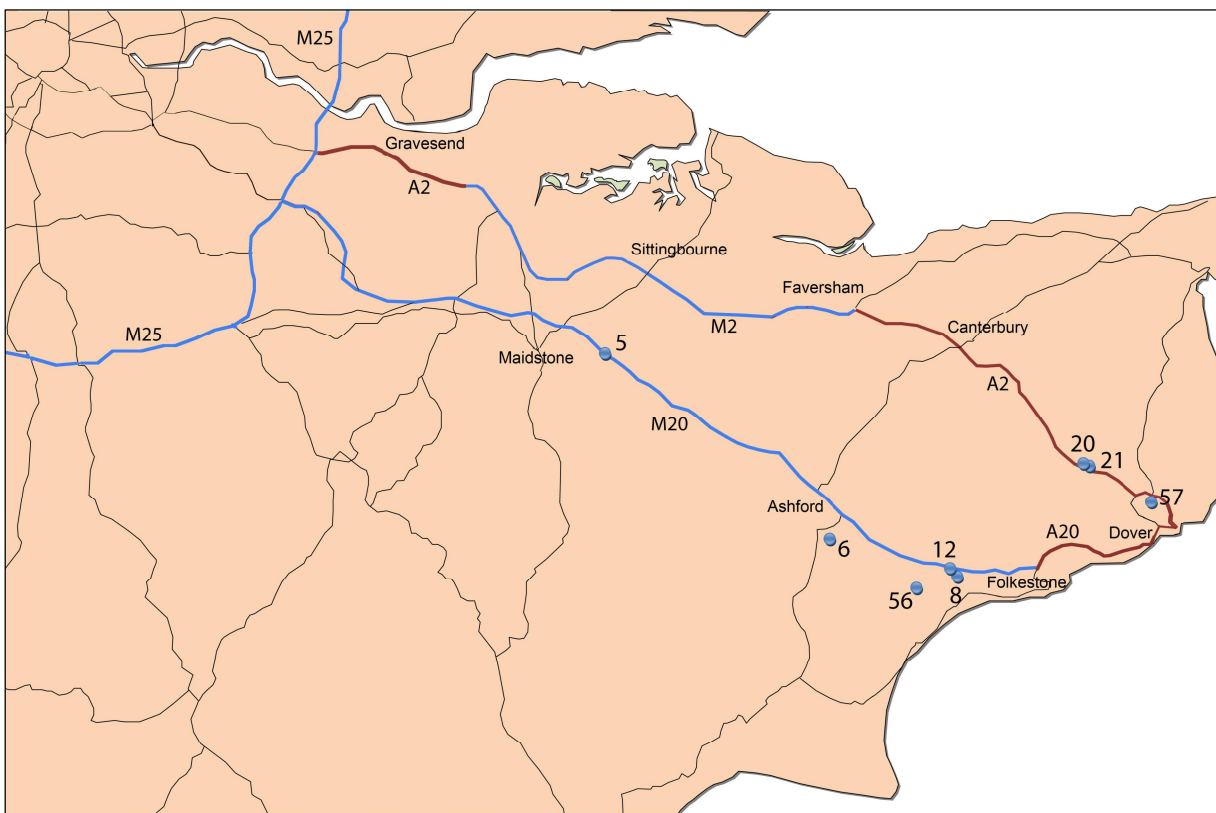 M25
Gravesend
A2
Sittingbourne
Faversham
M2
Canterbury
M25
Maidstone
5
A2
M20
20
21
57
Ashford
A20
Dover
6
12
Folkestone
56
8